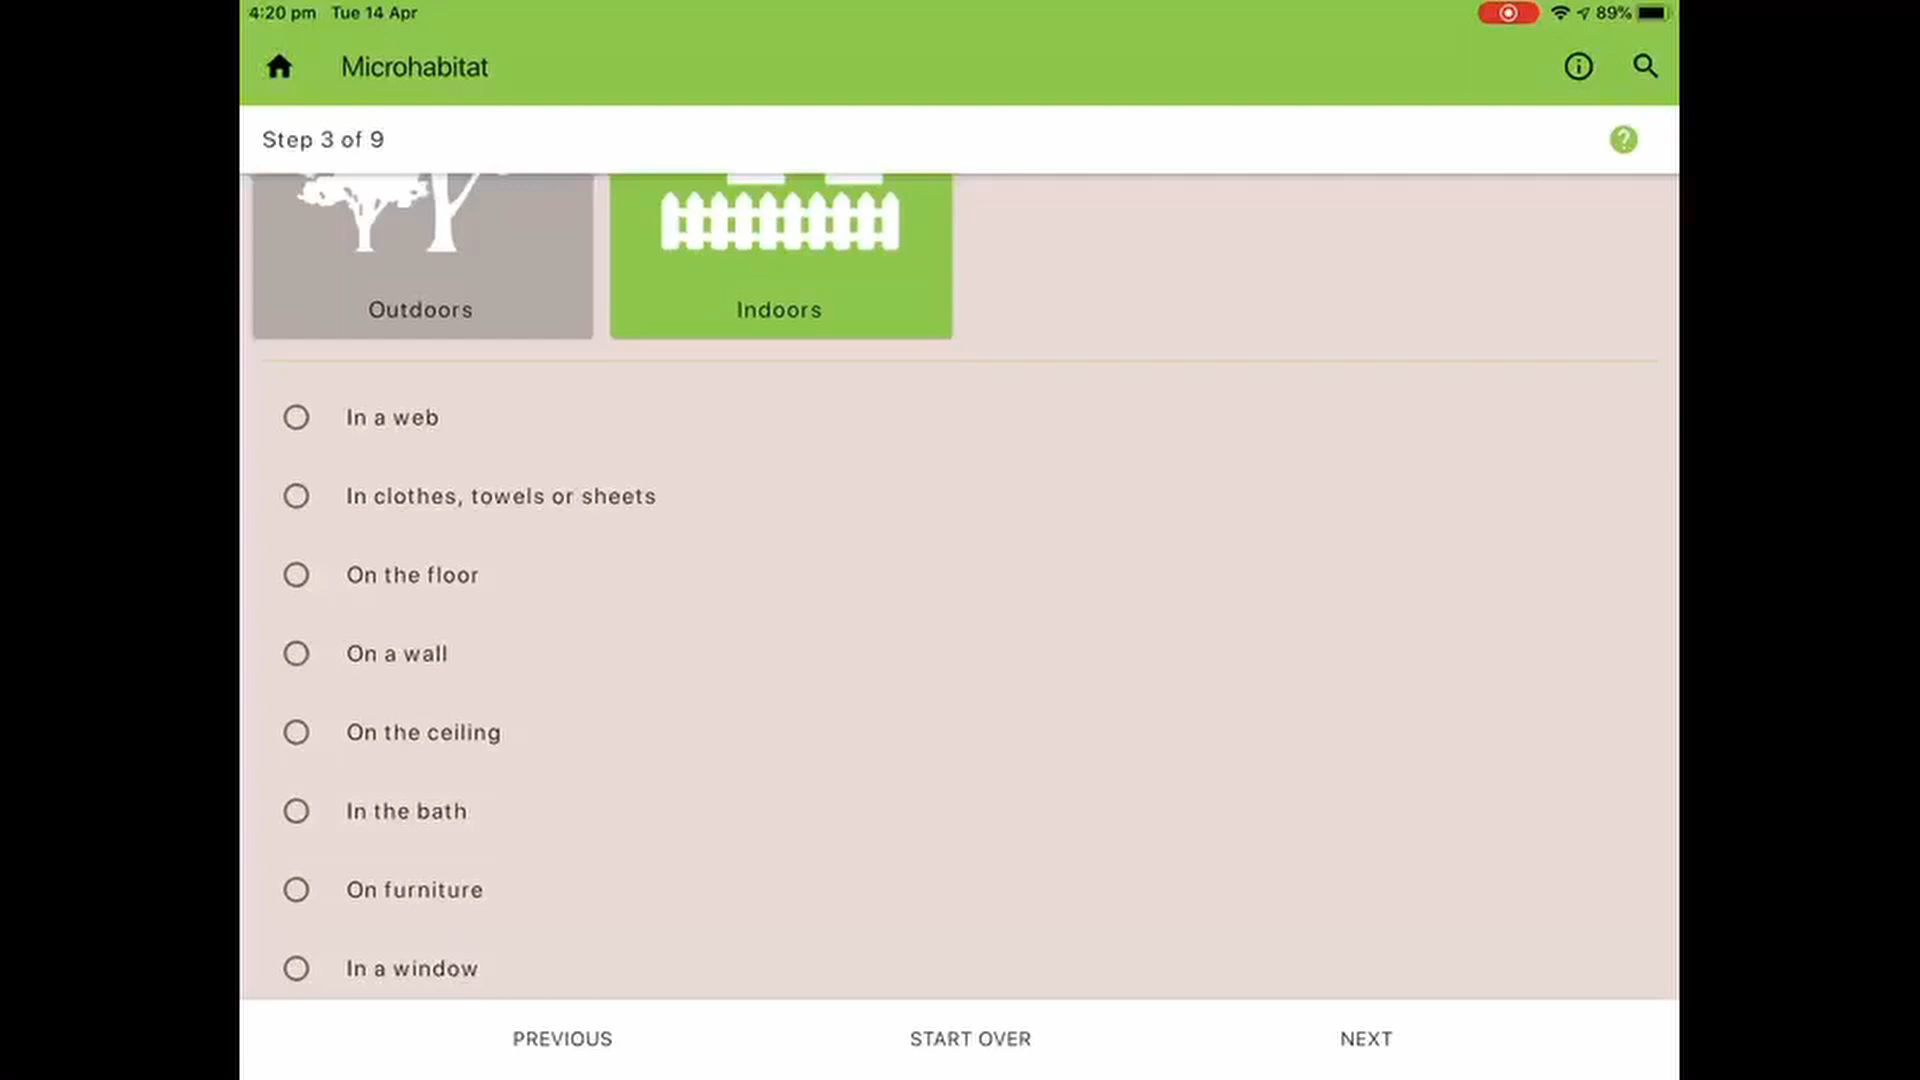 4:20 pm Tue 14 Apr
89%
Microhabitat
Step 3 of 9
?
Outdoors
Indoors
In a web
In clothes, towels or sheets
On the floor
On a wall
On the ceiling
In the bath
On furniture
In a window
PREVIOUS
START OVER
NEXT